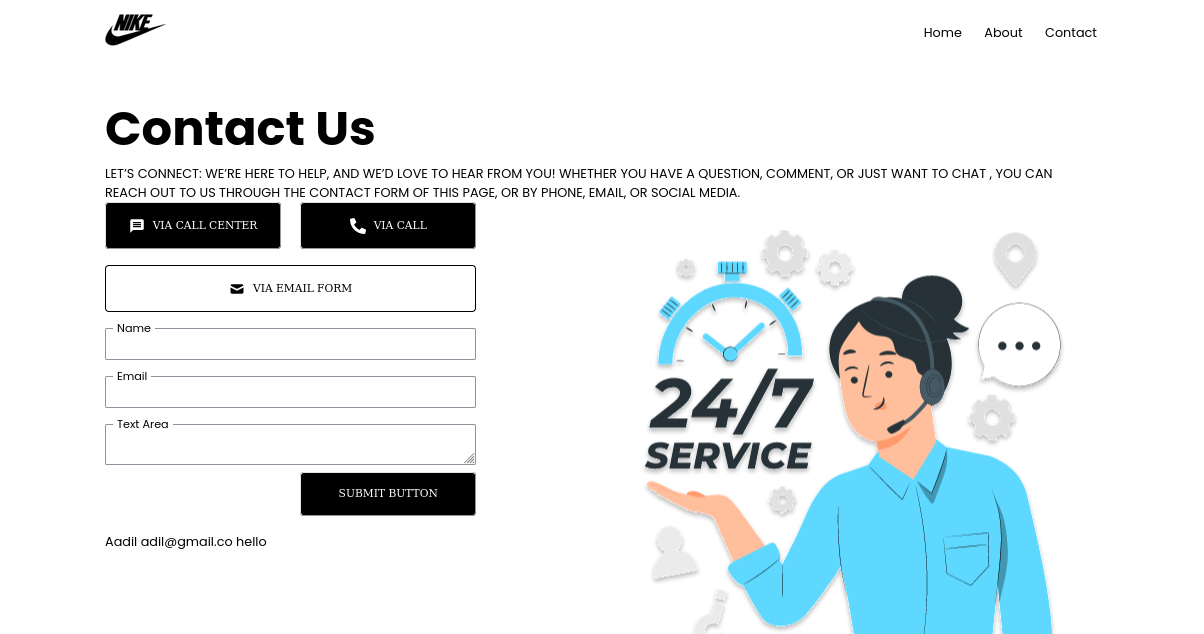 NIKE
Home About Contact
Contact Us
LET’S CONNECT: WE’RE HERE TO HELP, AND WE’D LOVE TO HEAR FROM YOU! WHETHER YOU HAVE A QUESTION, COMMENT, OR JUST WANT TO CHAT , YOU CAN
REACH OUT TO US THROUGH THE CONTACT FORM OF THIS PAGE, OR BY PHONE, EMAIL, OR SOCIAL MEDIA.
VIA CALL CENTER VIA CALL
VIA EMAIL FORM
Name
Email
Text Area
SUBMIT BUTTON
Aadil adil@gmail.co hello
24/7
SERVICE